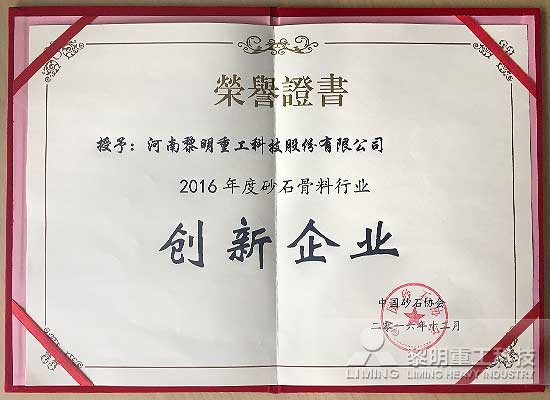 榮譽證書
授予：河南黎明重工科技股份有限公司
2016年度砂石骨料行业
创新企业
中国砂石协会
二零一六年十二月
黎明重工科技
LIMING LIMING HEAVY INDUSTRY